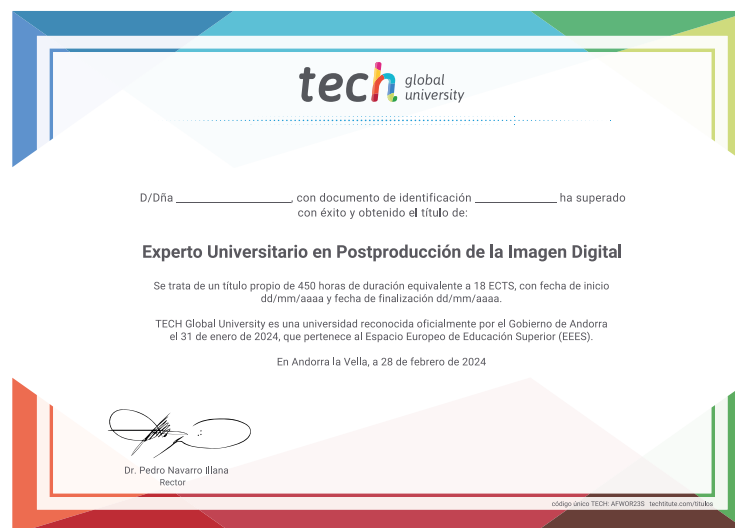 tech global university
D/Dña ____________, con documento de identificación ____________ ha superado
con éxito y obtenido el título de:
Experto Universitario en Postproducción de la Imagen Digital
Se trata de un título propio de 450 horas de duración equivalente a 18 ECTS, con fecha de inicio
dd/mm/aaaa y fecha de finalización dd/mm/aaaa.
TECH Global University es una universidad reconocida oficialmente por el Gobierno de Andorra
el 31 de enero de 2024, que pertenece al Espacio Europeo de Educación Superior (EEES).
En Andorra la Vella, a 28 de febrero de 2024
Dr. Pedro Navarro Illana
Rector
código único TECH: AFWOR23S techtitute.com/titulos